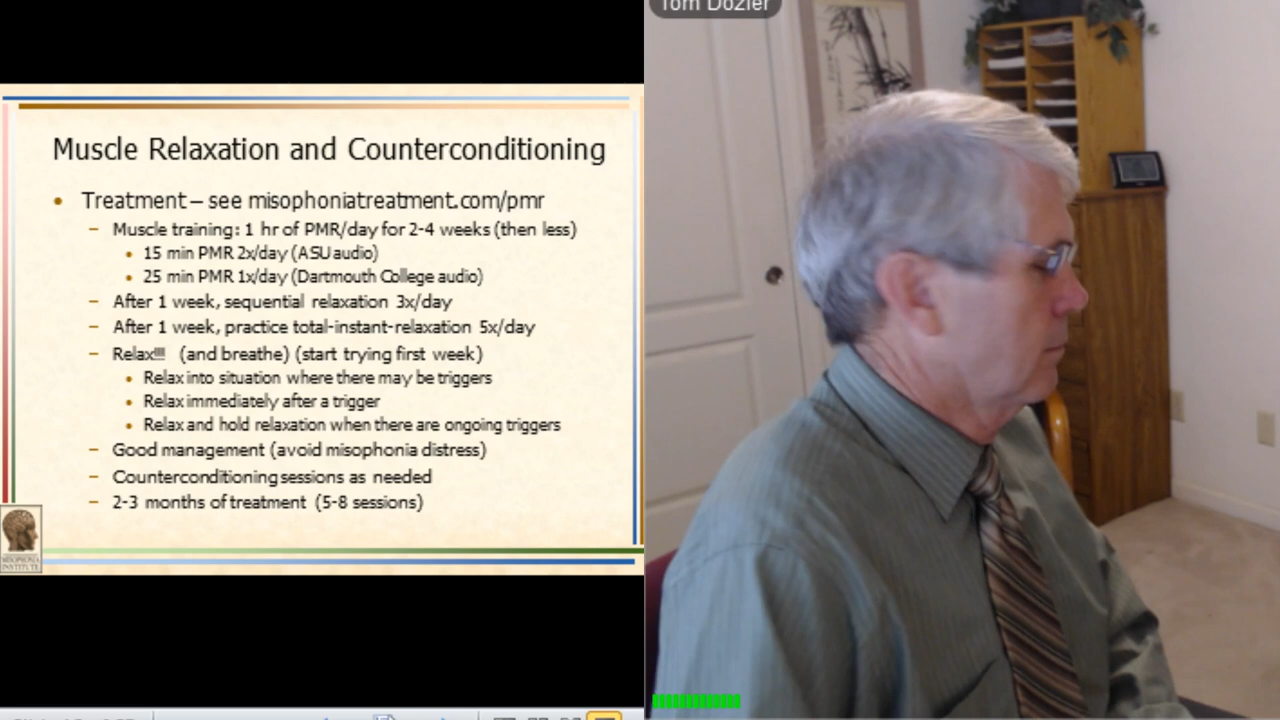 Tom Dozier
Muscle Relaxation and Counterconditioning
• Treatment – see misophoniatreatment.com/pmr
– Muscle training: 1 hr of PMR/day for 2-4 weeks (then less)
• 15 min PMR 2x/day (ASU audio)
• 25 min PMR 1x/day (Dartmouth College audio)
– After 1 week, sequential relaxation 3x/day
– After 1 week, practice total-instant-relaxation 5x/day
– Relax!!! (and breathe) (start trying first week)
• Relax into situation where there may be triggers
• Relax immediately after a trigger
• Relax and hold relaxation when there are ongoing triggers
– Good management (avoid misophonia distress)
– Counterconditioning sessions as needed
– 2-3 months of treatment (5-8 sessions)
MISOPHONIA
INSTITUTE